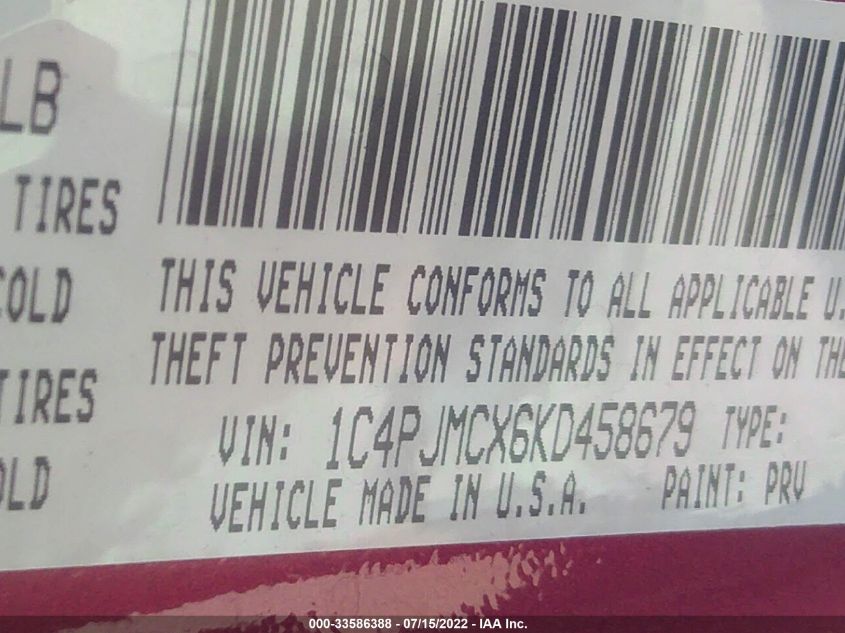 LB
TIRES
COLD
THIS VEHICLE CONFORMS TO ALL APPLICABLE U.
THEFT PREVENTION STANDARDS IN EFFECT ON THE
TIRES
VIN: 1C4PJMCX6KD458679 TYPE:
OLD
VEHICLE MADE IN U.S.A. PAINT: PRV
000-33586388 - 07/15/2022 - IAA Inc.